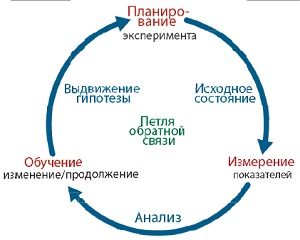 Планиро-
вание
эксперимента
Выдвижение
гипотезы
Исходное
состояние
Петля
обратной
связи
Обучение
изменение/продолжение
Измерение
показателей
Анализ